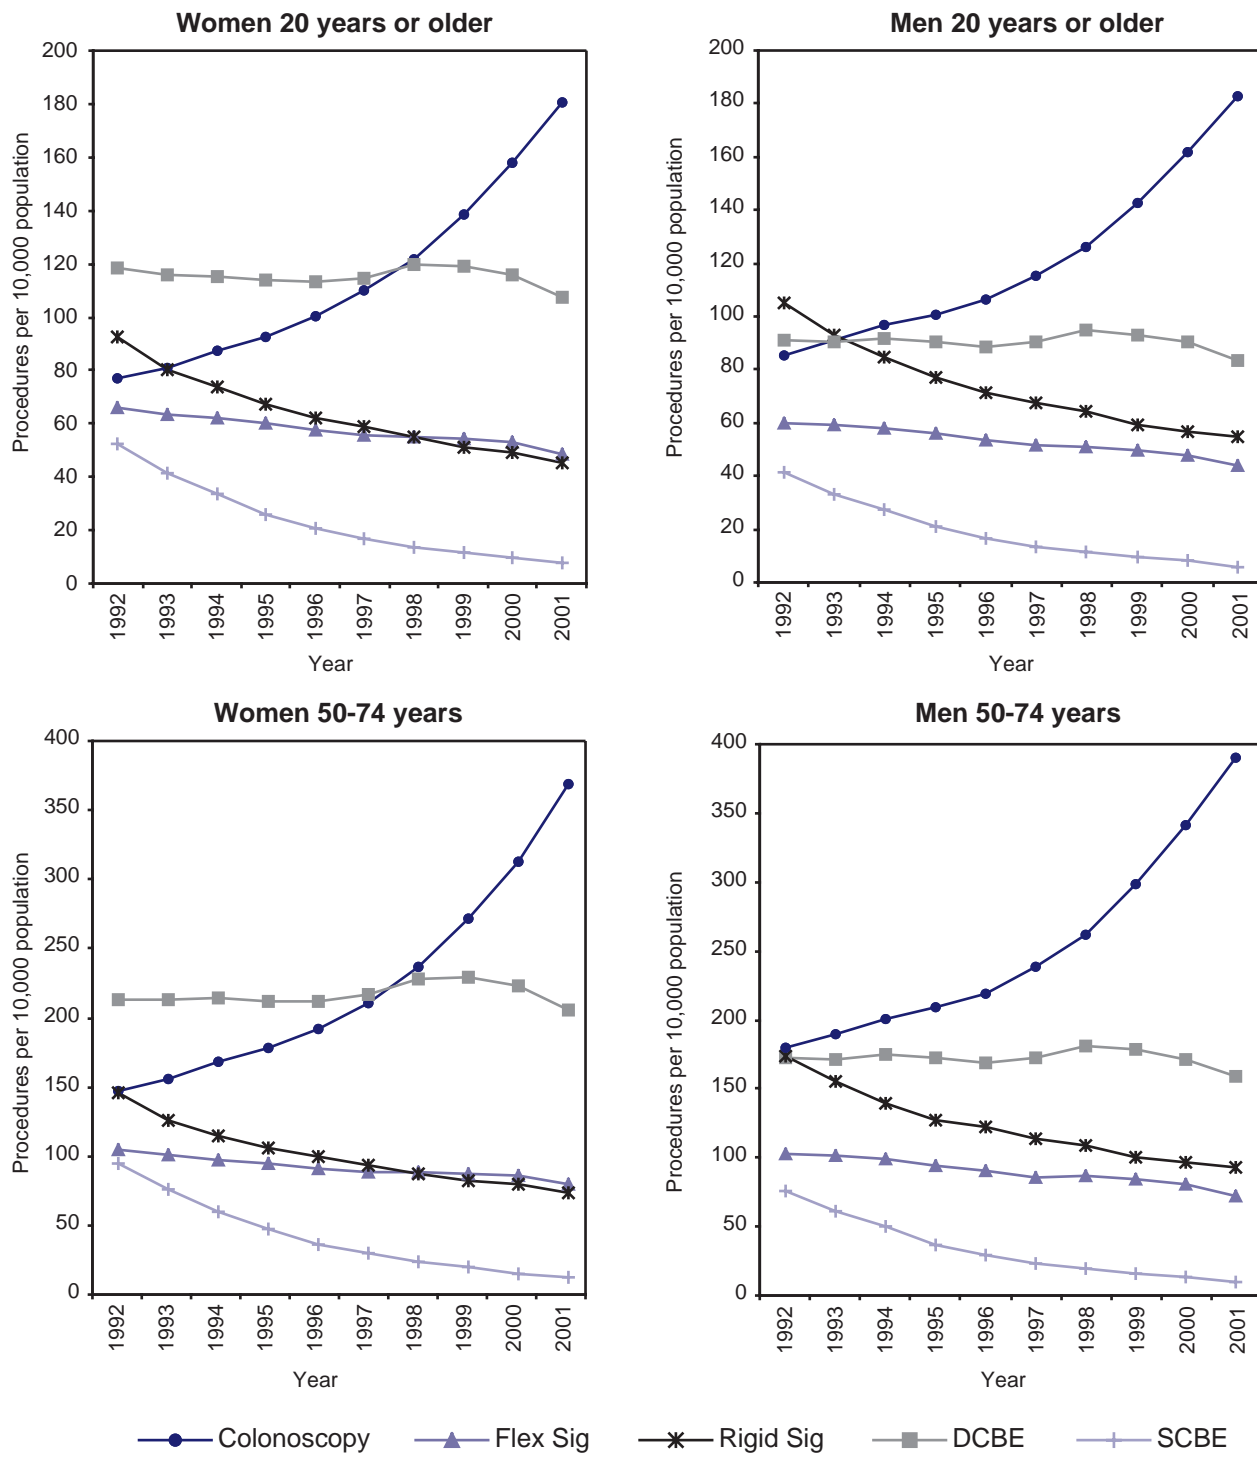 Women 20 years or older
Men 20 years or older
Procedures per 10,000 population
200
180
160
140
120
100
80
60
40
20
0
1992 1993 1994 1995 1996 1997 1998 1999 2000 2001
Year
Procedures per 10,000 population
200
180
160
140
120
100
80
60
40
20
0
1992 1993 1994 1995 1996 1997 1998 1999 2000 2001
Year
Women 50-74 years
Men 50-74 years
Procedures per 10,000 population
400
350
300
250
200
150
100
50
0
1992 1993 1994 1995 1996 1997 1998 1999 2000 2001
Year
Procedures per 10,000 population
400
350
300
250
200
150
100
50
0
1992 1993 1994 1995 1996 1997 1998 1999 2000 2001
Year
Colonoscopy Flex Sig Rigid Sig DCBE SCBE